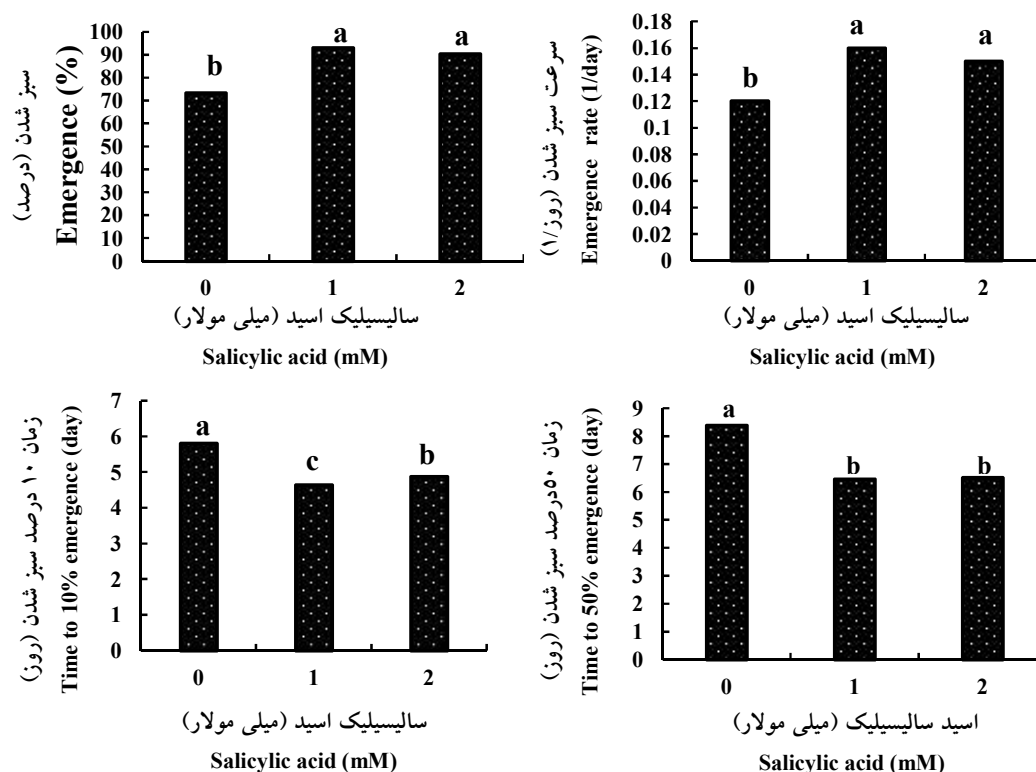 سبز شدن (درصد)
Emergence (%)
100
90
80
70
60
50
40
30
20
10
0
b
a
a
0 1 2
سالیسیلیک اسید (میلی مولار)
Salicylic acid (mM)
سرعت سبز شدن (روز/۱)
Emergence rate (1/day)
0.18
0.16
0.14
0.12
0.1
0.08
0.06
0.04
0.02
0
b
a
a
0 1 2
سالیسیلیک اسید (میلی مولار)
Salicylic acid (mM)
زمان ۱۰ درصد سبز شدن (روز)
Time to 10% emergence (day)
7
6
5
4
3
2
1
0
a
c
b
0 1 2
سالیسیلیک اسید (میلی مولار)
Salicylic acid (mM)
زمان ۵۰درصد سبز شدن (روز)
Time to 50% emergence (day)
9
8
7
6
5
4
3
2
1
0
a
b
b
0 1 2
اسید سالیسیلیک (میلی مولار)
Salicylic acid (mM)